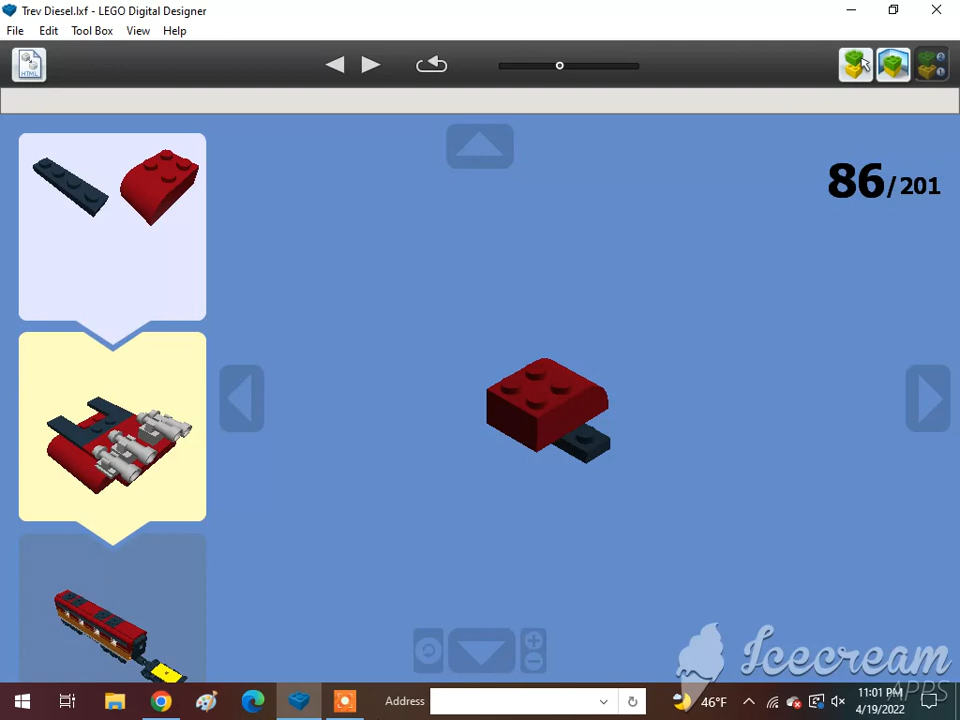 Trev Diesel.lxf - LEGO Digital Designer
File Edit Tool Box View Help
HTML
86/201
Icecream
APPS
Address
46°F
11:01 PM
4/19/2022